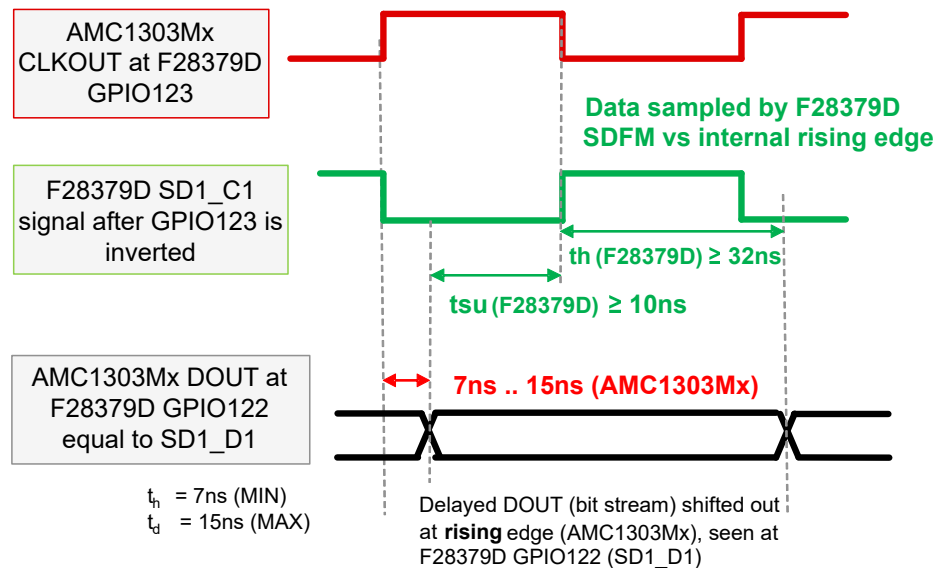 AMC1303Mx
CLKOUT at F28379D
GPIO123
Data sampled by F28379D
SDFM vs internal rising edge
F28379D SD1_C1
signal after GPIO123 is
inverted
th (F28379D) ≥ 32ns
tsu (F28379D) ≥ 10ns
AMC1303Mx DOUT at
F28379D GPIO122
equal to SD1_D1
7ns .. 15ns (AMC1303Mx)
th = 7ns (MIN)
td = 15ns (MAX)
Delayed DOUT (bit stream) shifted out
at rising edge (AMC1303Mx), seen at
F28379D GPIO122 (SD1_D1)